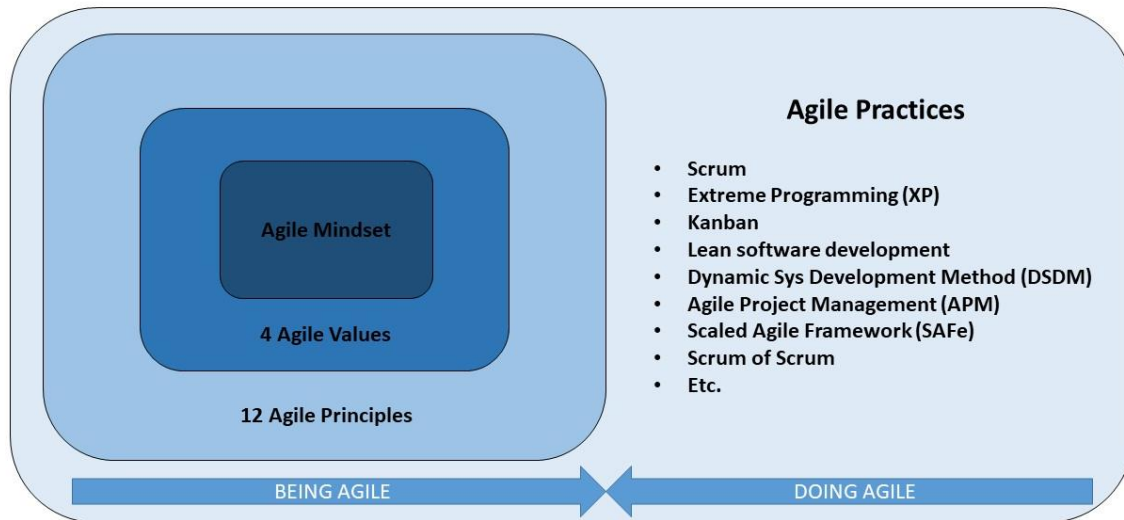 Agile Mindset
4 Agile Values
12 Agile Principles
Agile Practices
• Scrum
• Extreme Programming (XP)
• Kanban
• Lean software development
• Dynamic Sys Development Method (DSDM)
• Agile Project Management (APM)
• Scaled Agile Framework (SAFe)
• Scrum of Scrum
• Etc.
BEING AGILE
DOING AGILE